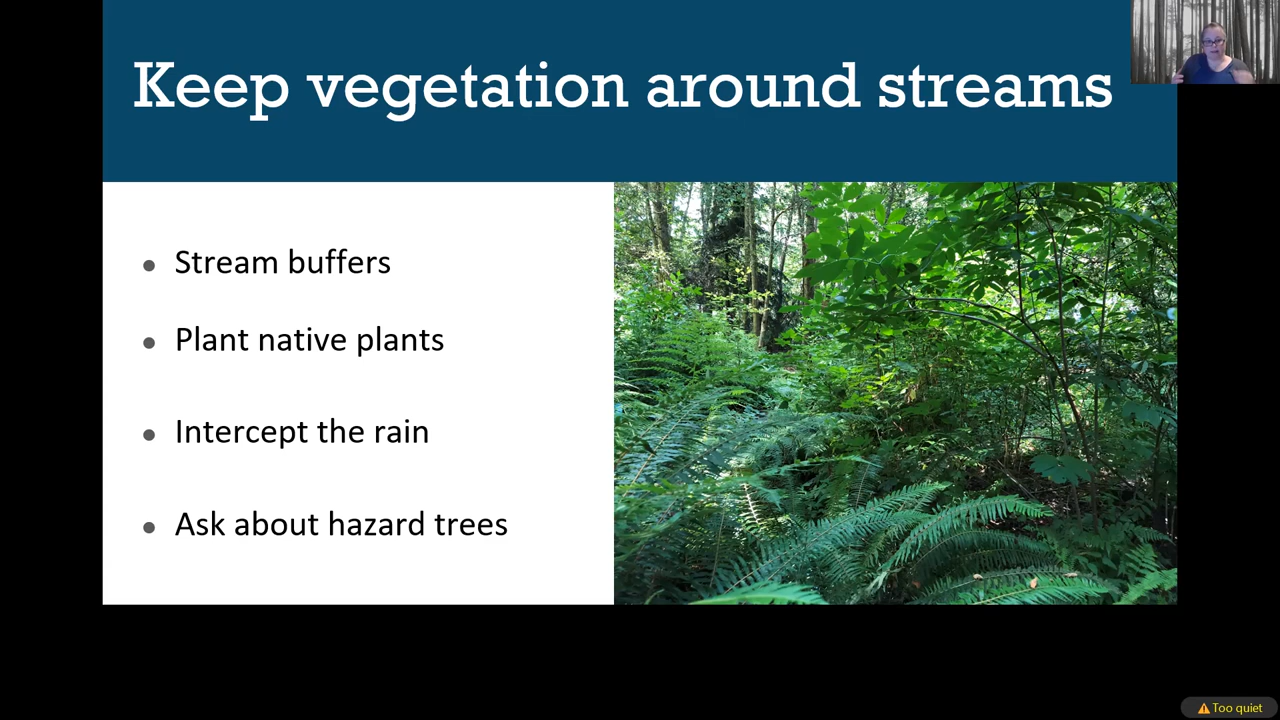 Keep vegetation around streams
Stream buffers
Plant native plants
Intercept the rain
Ask about hazard trees
Too quiet